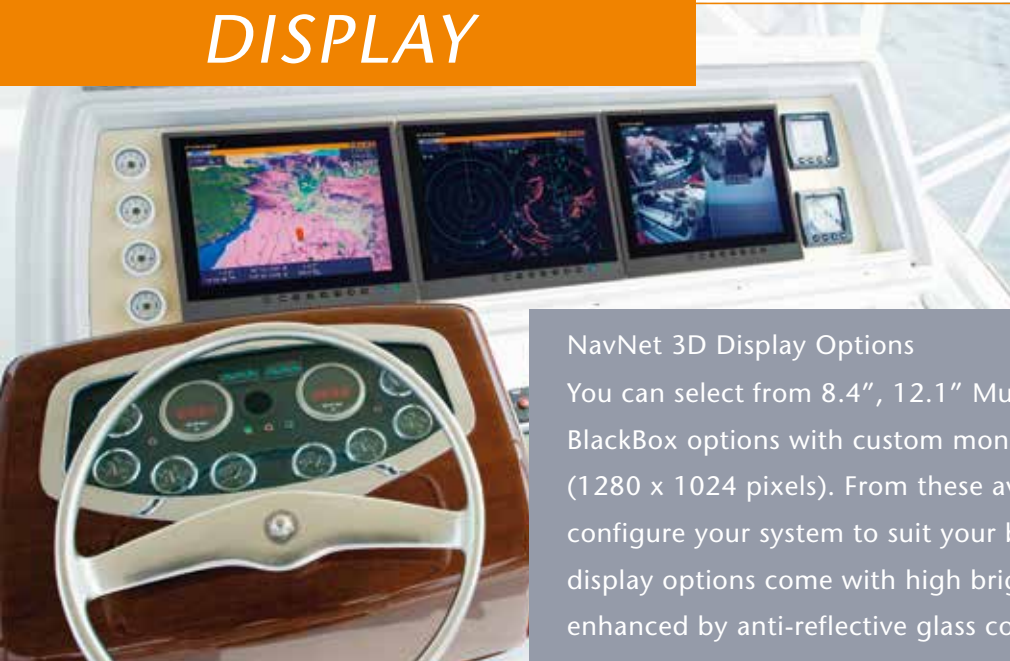 DISPLAY
NavNet 3D Display Options
You can select from 8.4”, 12.1” Mu
BlackBox options with custom mon
(1280 x 1024 pixels). From these av
configure your system to suit your b
display options come with high brig
enhanced by anti-reflective glass co